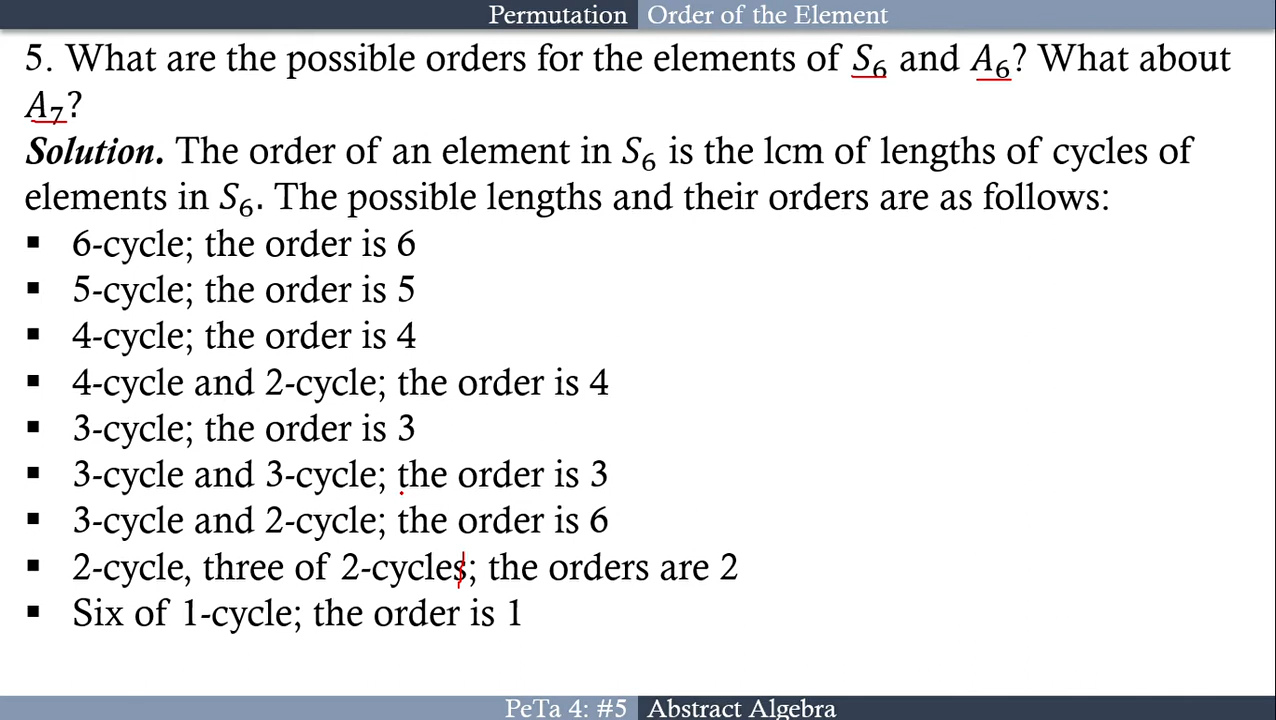 Permutation Order of the Element
5. What are the possible orders for the elements of S₆ and A₆? What about
A₇?
Solution. The order of an element in S₆ is the lcm of lengths of cycles of
elements in S₆. The possible lengths and their orders are as follows:
▪ 6-cycle; the order is 6
▪ 5-cycle; the order is 5
▪ 4-cycle; the order is 4
▪ 4-cycle and 2-cycle; the order is 4
▪ 3-cycle; the order is 3
▪ 3-cycle and 3-cycle; the order is 3
▪ 3-cycle and 2-cycle; the order is 6
▪ 2-cycle, three of 2-cycles; the orders are 2
▪ Six of 1-cycle; the order is 1
PeTa 4: #5 Abstract Algebra